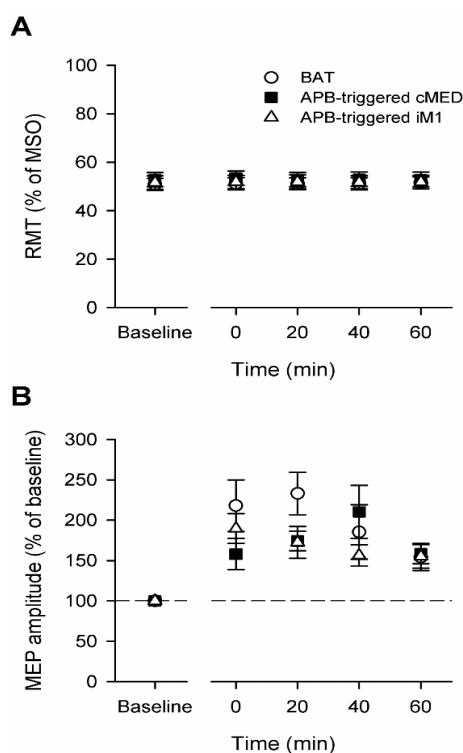 A
100
80
60
40
20
0
RMT (% of MSO)
BAT
APB-triggered cMED
APB-triggered iM1
Baseline 0 20 40 60
Time (min)
B
300
250
200
150
100
50
MEP amplitude (% of baseline)
Baseline 0 20 40 60
Time (min)